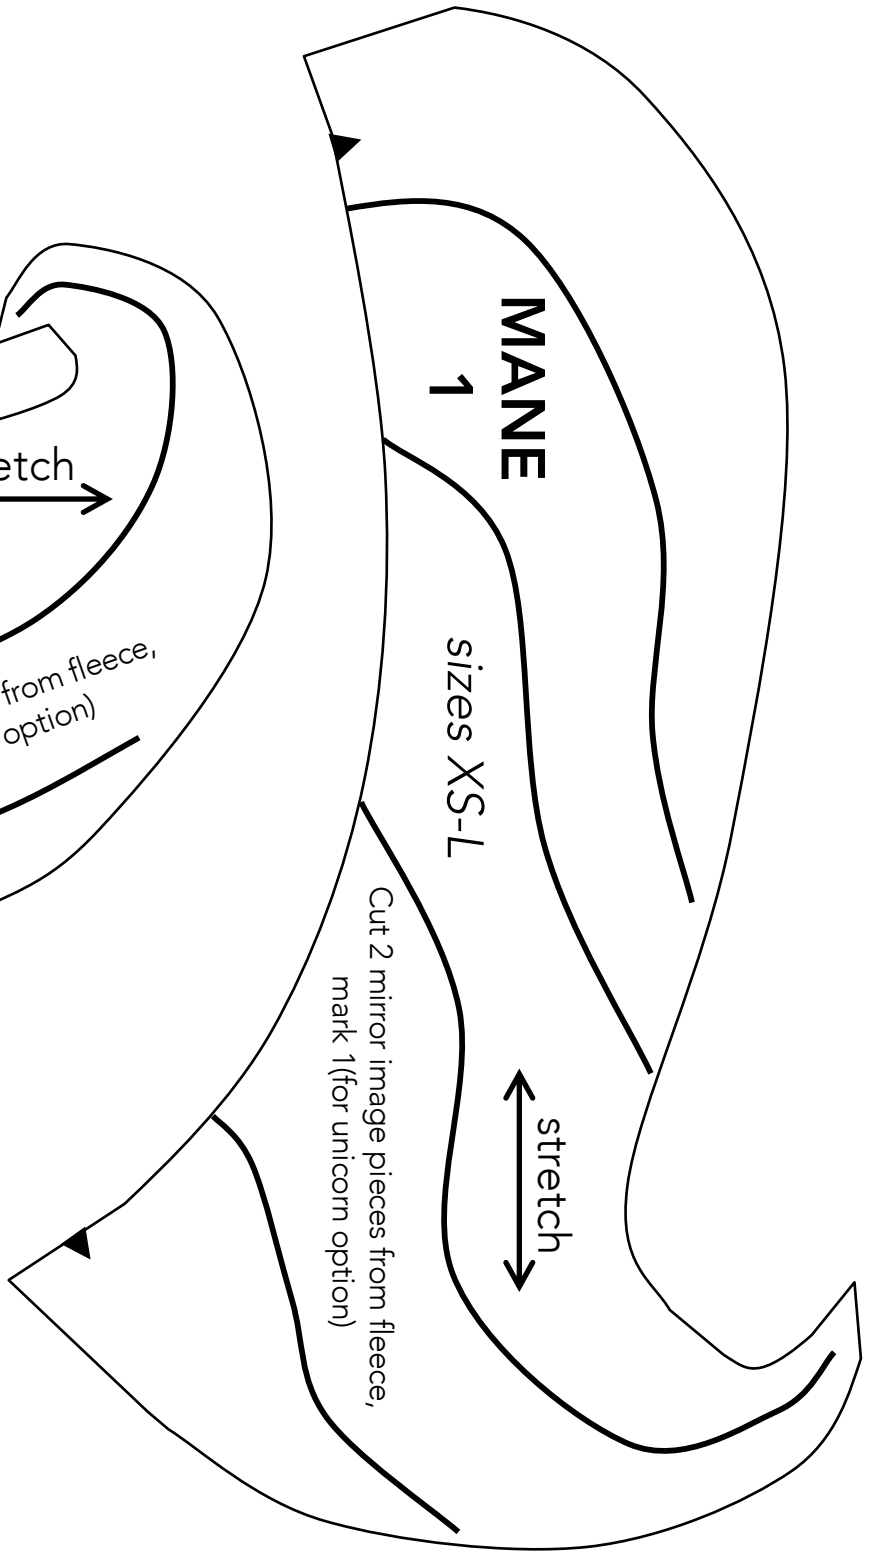 MANE
1
sizes XS-L
Cut 2 mirror image pieces from fleece,
mark 1(for unicorn option)
stretch
etch
from fleece,
option)